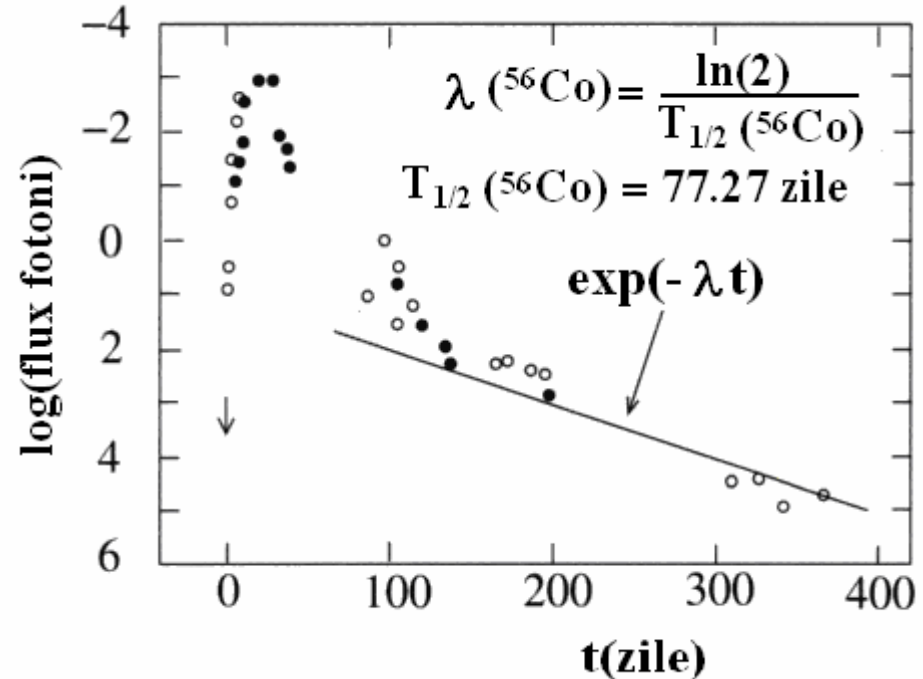 −4
−2
0
2
4
6
log(flux fotoni)
λ (⁵⁶Co) = ln(2) / T₁/₂ (⁵⁶Co)
T₁/₂ (⁵⁶Co) = 77.27 zile
exp(- λ t)
0 100 200 300 400
t(zile)